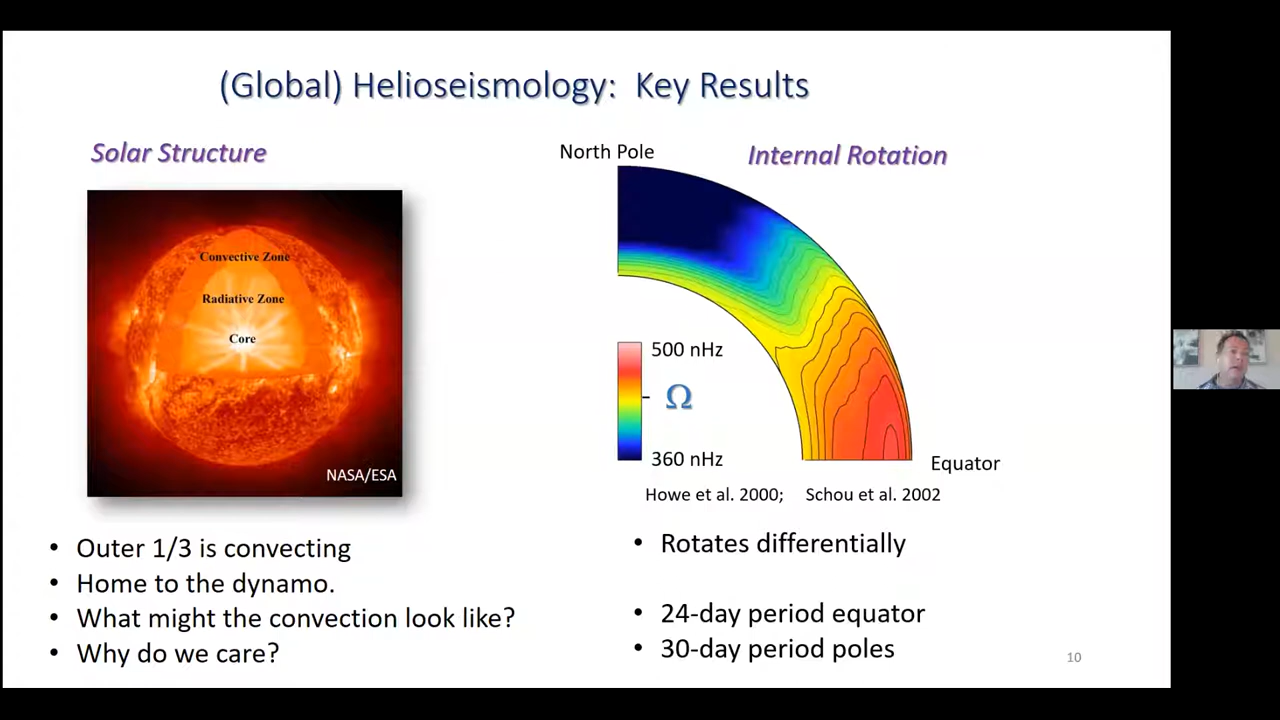 (Global) Helioseismology: Key Results
Solar Structure
Convective Zone
Radiative Zone
Core
NASA/ESA
• Outer 1/3 is convecting
• Home to the dynamo.
• What might the convection look like?
• Why do we care?
Internal Rotation
North Pole
500 nHz
Ω
360 nHz
Equator
Howe et al. 2000; Schou et al. 2002
• Rotates differentially
• 24-day period equator
• 30-day period poles
10